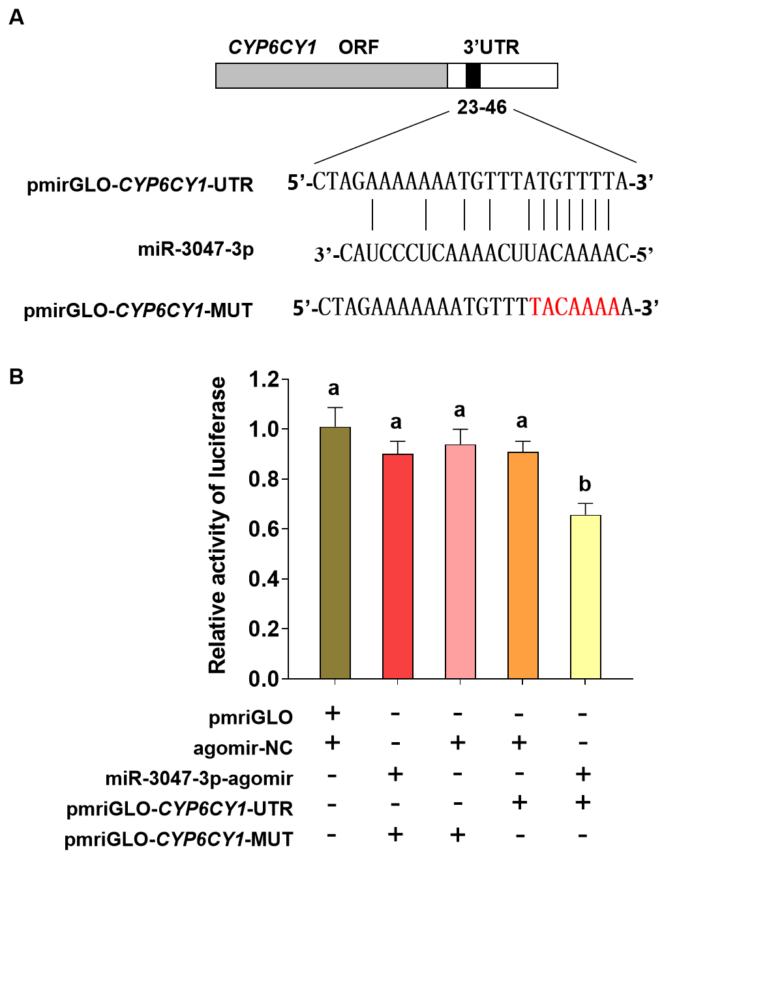 A
CYP6CY1 ORF 3’UTR
23-46
pmirGLO-CYP6CY1-UTR 5’-CTAGAAAAAAATGTTTATGTTTTA-3’
miR-3047-3p 3’-CAUCCCUCAAAACUUACAAAAC-5’
pmirGLO-CYP6CY1-MUT 5’-CTAGAAAAAAATGTTTTACAAAAA-3’
B
Relative activity of luciferase
1.2
1.0
0.8
0.6
0.4
0.2
0.0
a a a a b
pmriGLO + - - - -
agomir-NC + - + + -
miR-3047-3p-agomir - + - - +
pmriGLO-CYP6CY1-UTR - - - + +
pmriGLO-CYP6CY1-MUT - + + - -